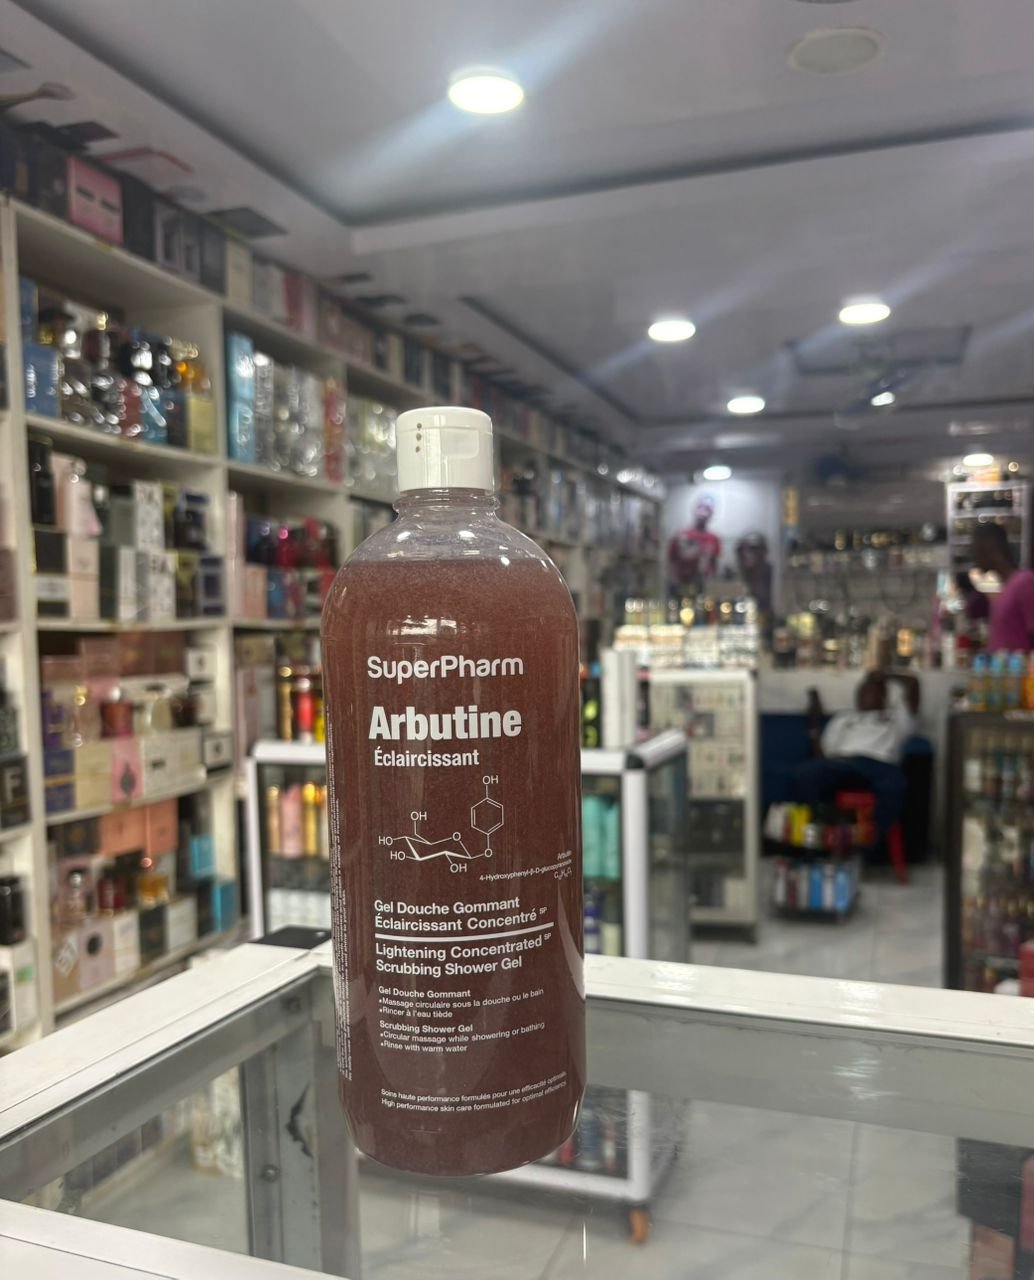 SuperPharm
Arbutine
Éclaircissant
OH
OH
HO
HO
O
O
OH
Arbutin
4-Hydroxyphenyl-β-D-glucopyranoside
Gel Douche Gommant
Éclaircissant Concentré SP
Lightening Concentrated SP
Scrubbing Shower Gel
Gel Douche Gommant
•Massage circulaire sous la douche ou le bain
•Rincer à l'eau tiède
Scrubbing Shower Gel
•Circular massage while showering or bathing
•Rinse with warm water
Soins haute performance formulés pour une efficacité optimale.
High performance skin care formulated for optimal efficiency.